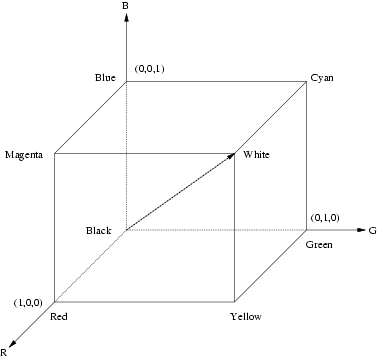 B
Blue
(0,0,1)
Cyan
Magenta
White
Black
(0,1,0)
G
Green
(1,0,0)
Red
Yellow
R